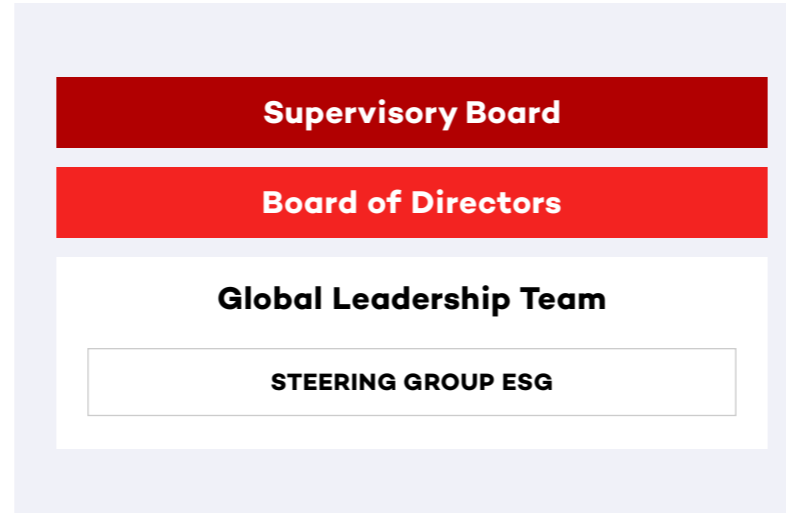 Supervisory Board
Board of Directors
Global Leadership Team
STEERING GROUP ESG